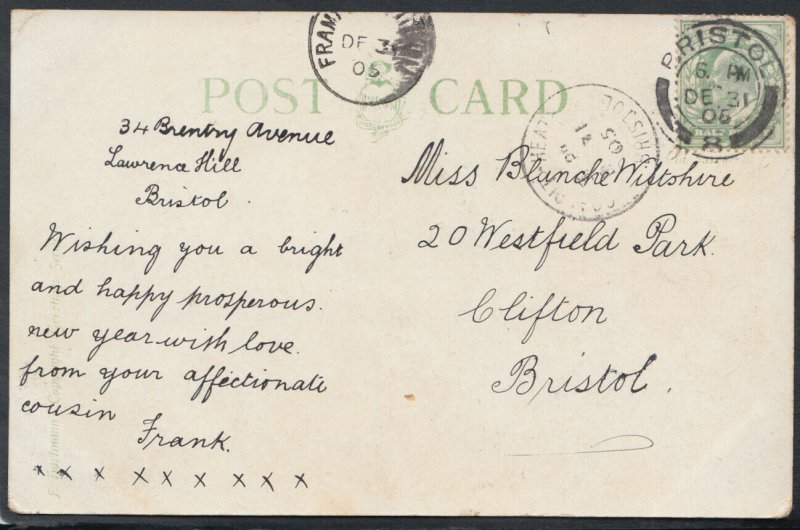 POST CARD
DE 31
05
BRISTOL
6. PM
DE 31
05
8
HALF
34 Brentry Avenue
Lawrence Hill
Bristol.
Wishing you a bright
and happy prosperous.
new year with love.
from your affectionate
cousin
Frank.
x x x x x x x x x
Miss Blanche Wiltshire
20 Westfield Park.
Clifton
Bristol.